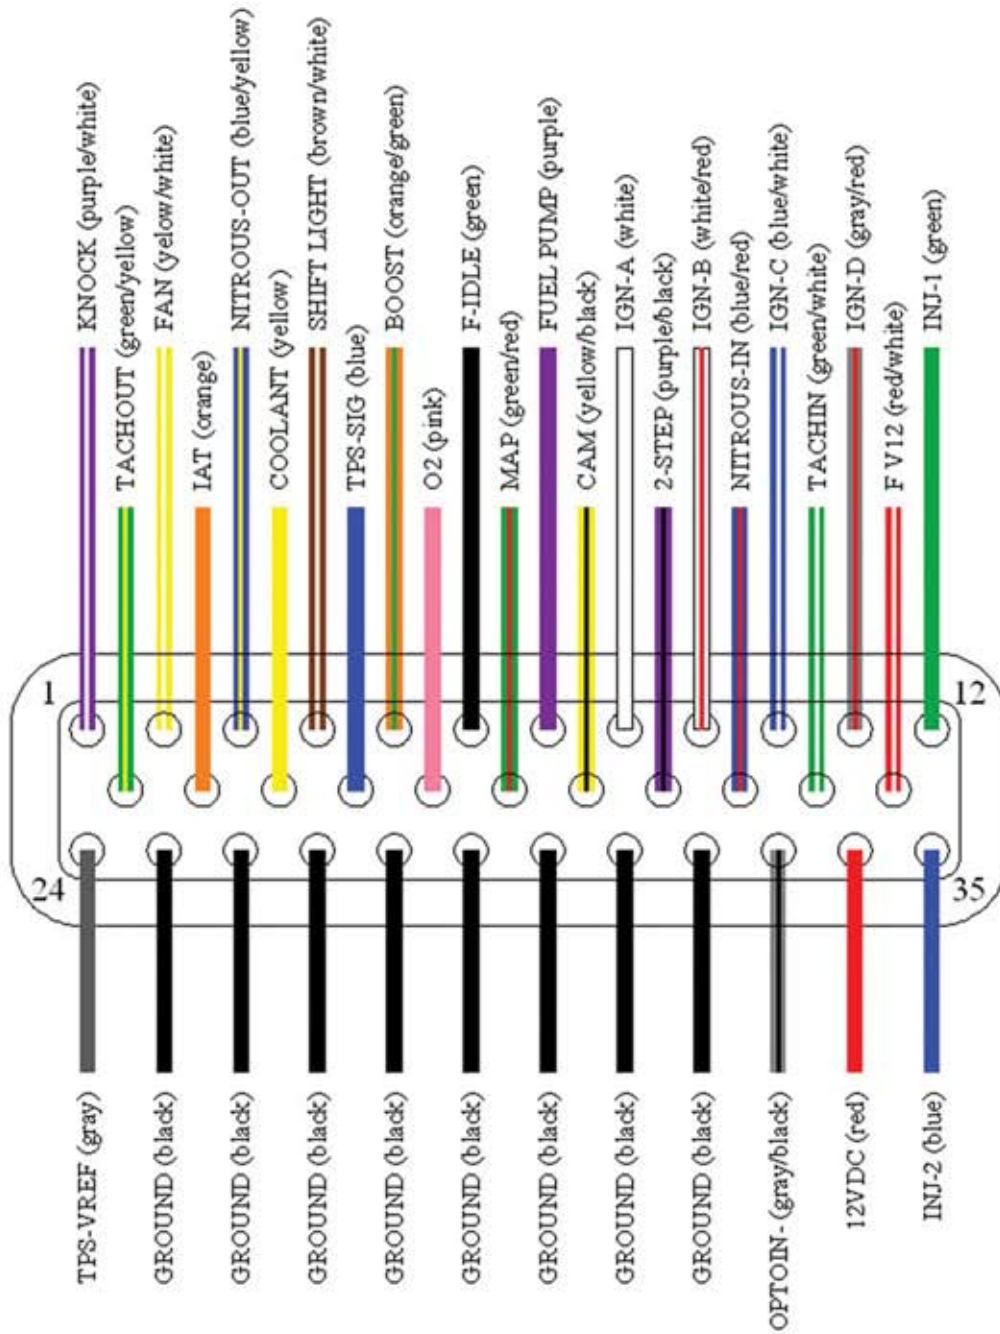 KNOCK (purple/white)
TACHOUT (green/yellow)
FAN (yelow/white)
IAT (orange)
NITROUS-OUT (blue/yellow)
COOLANT (yellow)
SHIFT LIGHT (brown/white)
TPS-SIG (blue)
BOOST (orange/green)
O2 (pink)
F-IDLE (green)
MAP (green/red)
FUEL PUMP (purple)
CAM (yellow/black)
IGN-A (white)
2-STEP (purple/black)
IGN-B (white/red)
NITROUS-IN (blue/red)
IGN-C (blue/white)
TACHIN (green/white)
IGN-D (gray/red)
FV12 (red/white)
INJ-1 (green)
1
12
24
35
TPS-VREF (gray)
GROUND (black)
GROUND (black)
GROUND (black)
GROUND (black)
GROUND (black)
GROUND (black)
GROUND (black)
GROUND (black)
OPTOIN- (gray/black)
12VDC (red)
INJ-2 (blue)